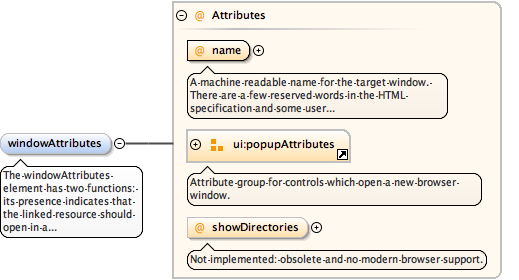 Attributes
@ name
A machine-readable name for the target window.
There are a few reserved words in the HTML
specification and some user...
ui:popupAttributes
Attribute group for controls which open a new browser
window.
@ showDirectories
Not implemented: obsolete and no modern browser support.
windowAttributes
The windowAttributes
element has two functions:
its presence indicates that
the linked resource should
open in a...